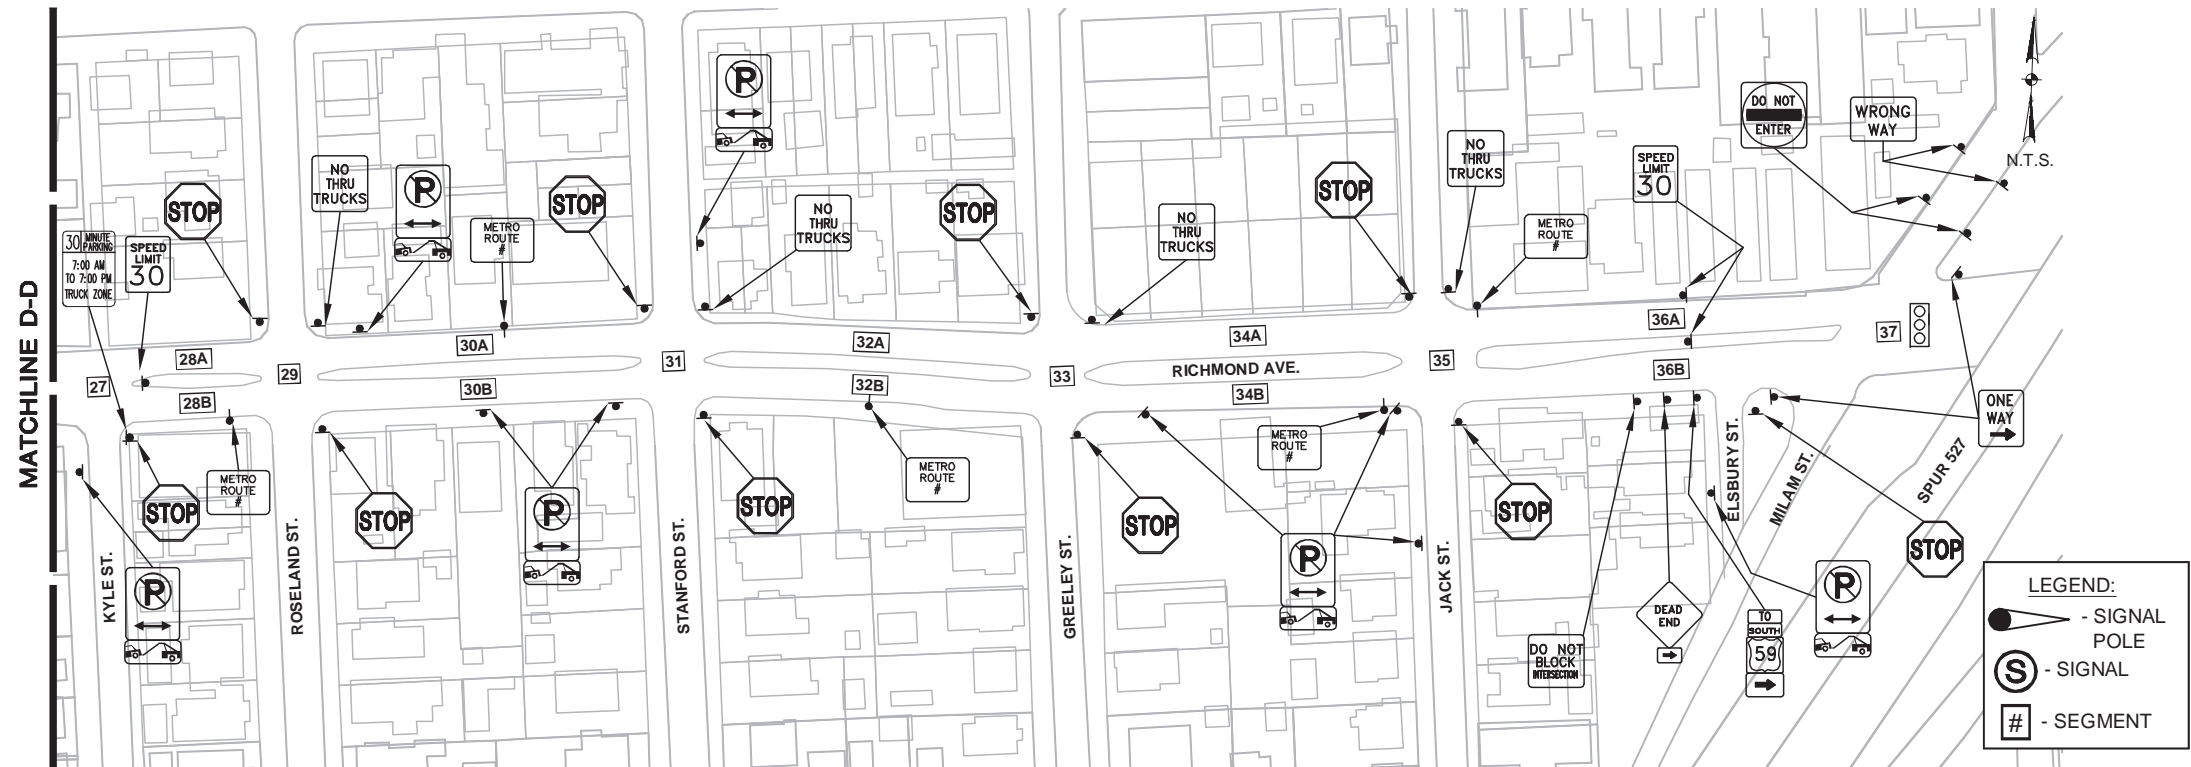 MATCHLINE D-D
30 MINUTE
PARKING
7:00 AM
TO 7:00 PM
TRUCK ZONE
SPEED
LIMIT
30
STOP
NO
THRU
TRUCKS
P
METRO
ROUTE
#
STOP
P
NO
THRU
TRUCKS
STOP
NO
THRU
TRUCKS
STOP
NO
THRU
TRUCKS
METRO
ROUTE
#
SPEED
LIMIT
30
DO NOT
ENTER
WRONG
WAY
N.T.S.
27
28A
28B
29
30A
30B
31
32A
32B
33
34A
RICHMOND AVE.
34B
35
36A
36B
37
KYLE ST.
P
STOP
METRO
ROUTE
#
ROSELAND ST.
STOP
P
STANFORD ST.
STOP
METRO
ROUTE
#
GREELEY ST.
STOP
METRO
ROUTE
#
P
JACK ST.
STOP
DO NOT
BLOCK
INTERSECTION
DEAD
END
TO
SOUTH
59
P
ELSBURY ST.
MILAM ST.
SPUR 527
ONE
WAY
STOP
LEGEND:
- SIGNAL
POLE
S - SIGNAL
# - SEGMENT